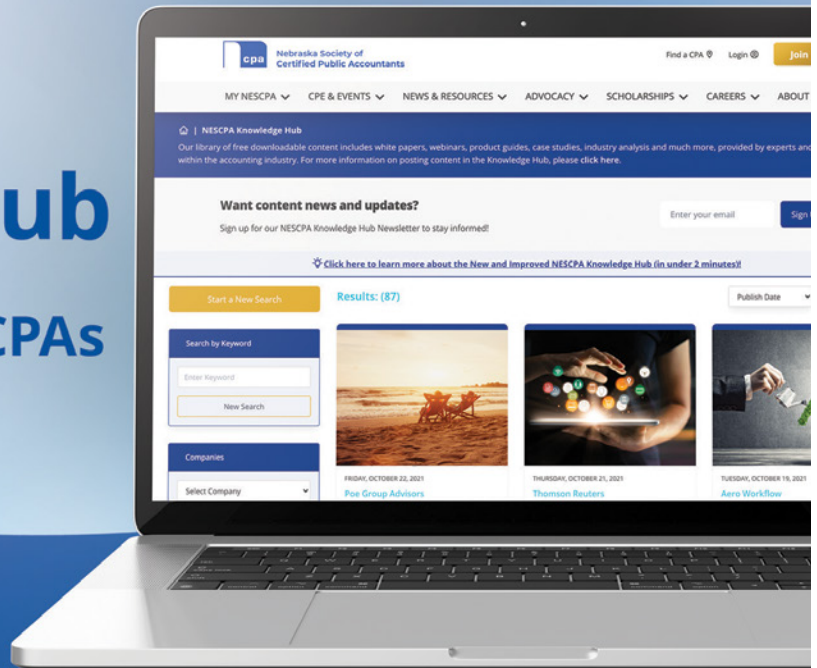 ub
CPAs
cpa
Nebraska Society of
Certified Public Accountants
Find a CPA
Login
Join
MY NESCPA
CPE & EVENTS
NEWS & RESOURCES
ADVOCACY
SCHOLARSHIPS
CAREERS
ABOUT
| NESCPA Knowledge Hub
Our library of free downloadable content includes white papers, webinars, product guides, case studies, industry analysis and much more, provided by experts and
within the accounting industry. For more information on posting content in the Knowledge Hub, please click here.
Want content news and updates?
Sign up for our NESCPA Knowledge Hub Newsletter to stay informed!
Enter your email
Sign
Click here to learn more about the New and Improved NESCPA Knowledge Hub (in under 2 minutes)!
Start a New Search
Results: (87)
Publish Date
Search by Keyword
Enter Keyword
New Search
Companies
Select Company
FRIDAY, OCTOBER 22, 2021
Poe Group Advisors
THURSDAY, OCTOBER 21, 2021
Thomson Reuters
TUESDAY, OCTOBER 19, 2021
Aero Workflow